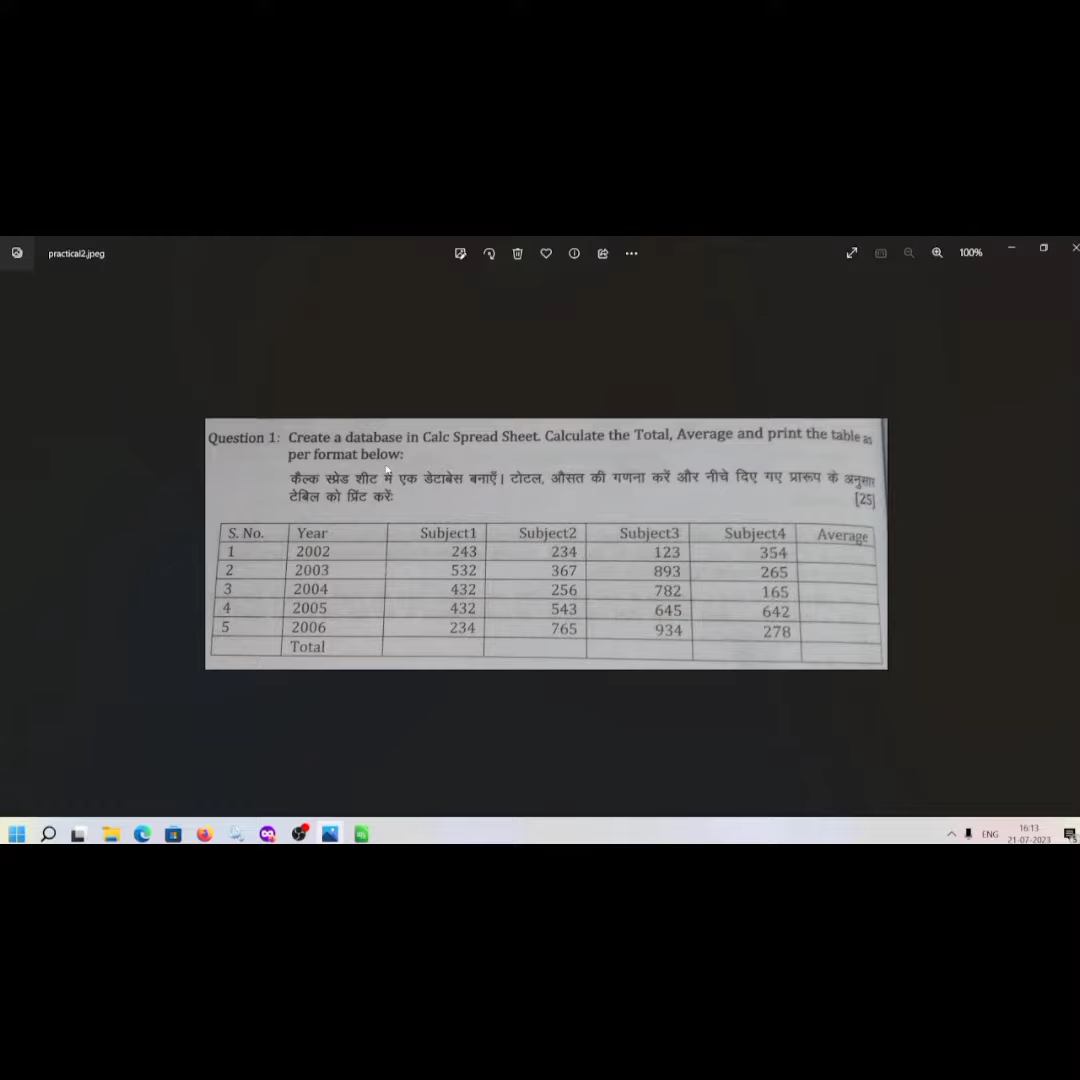 practical2.jpeg
100%
Question 1: Create a database in Calc Spread Sheet. Calculate the Total, Average and print the table as
per format below:
कैल्क स्प्रेड शीट में एक डेटाबेस बनाएँ। टोटल, औसत की गणना करें और नीचे दिए गए प्रारूप के अनुसार
टेबिल को प्रिंट करें:
[25]
S. No. Year Subject1 Subject2 Subject3 Subject4 Average
1 2002 243 234 123 354
2 2003 532 367 893 265
3 2004 432 256 782 165
4 2005 432 543 645 642
5 2006 234 765 934 278
Total
ENG
16:13
21-07-2023